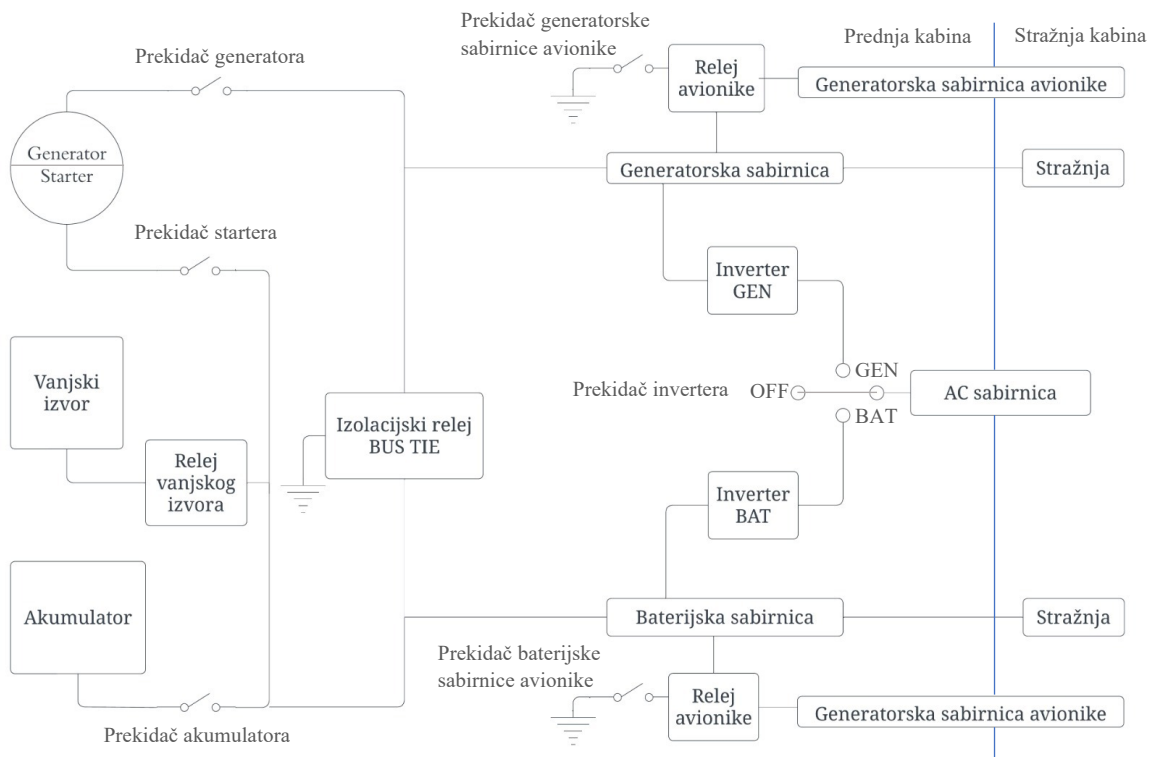 Prekidač generatorske
sabirnice avionike
Prednja kabina
Stražnja kabina
Prekidač generatora
Relej
avionike
Generatorska sabirnica avionike
Generator
Starter
Generatorska sabirnica
Stražnja
Prekidač startera
Inverter
GEN
Vanjski
izvor
Prekidač invertera
OFF
GEN
BAT
AC sabirnica
Izolacijski relej
BUS TIE
Relej
vanjskog
izvora
Inverter
BAT
Akumulator
Baterijska sabirnica
Stražnja
Prekidač baterijske
sabirnice avionike
Relej
avionike
Generatorska sabirnica avionike
Prekidač akumulatora